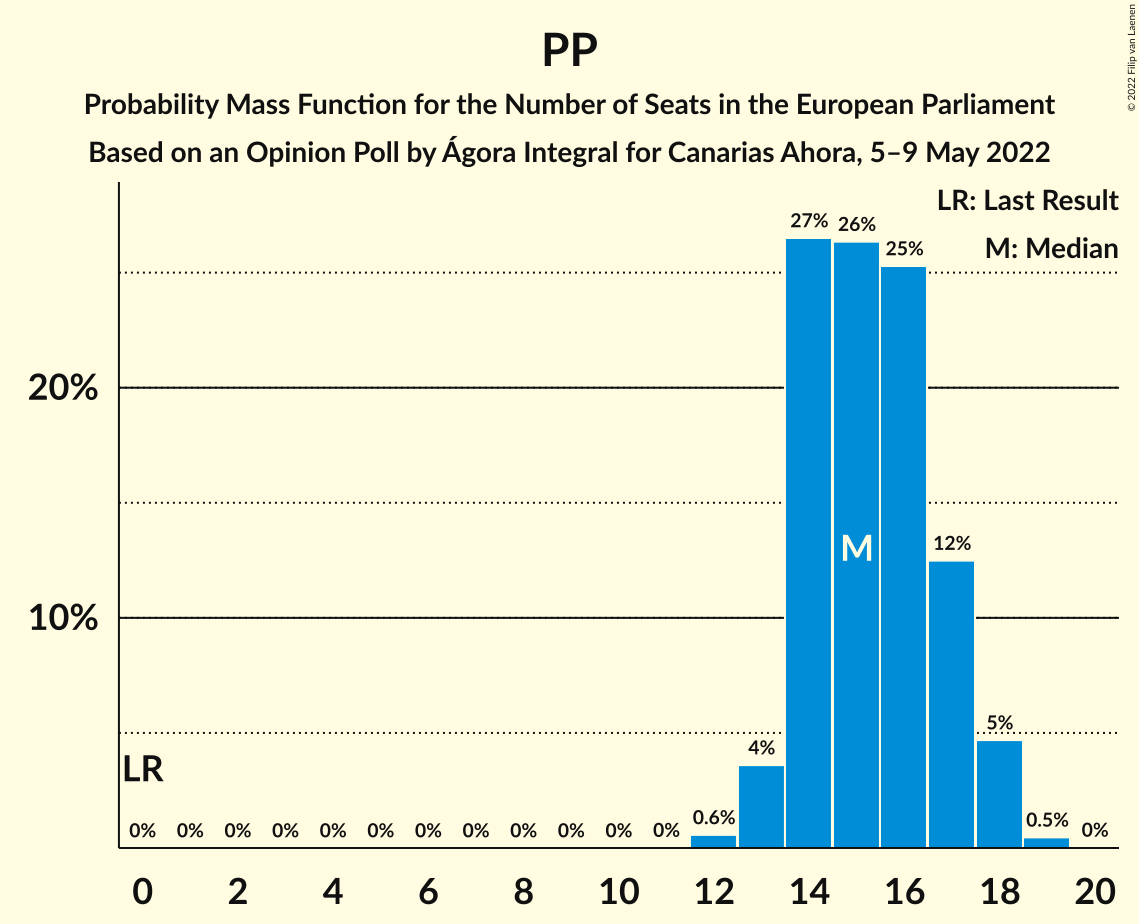 PP
Probability Mass Function for the Number of Seats in the European Parliament
Based on an Opinion Poll by Ágora Integral for Canarias Ahora, 5–9 May 2022
© 2022 Filip van Laenen
LR: Last Result
M: Median
27% 26% 25%
20%
M
12%
10%
5%
4%
LR
0% 0% 0% 0% 0% 0% 0% 0% 0% 0% 0% 0% 0.6% 0.5% 0%
0 2 4 6 8 10 12 14 16 18 20